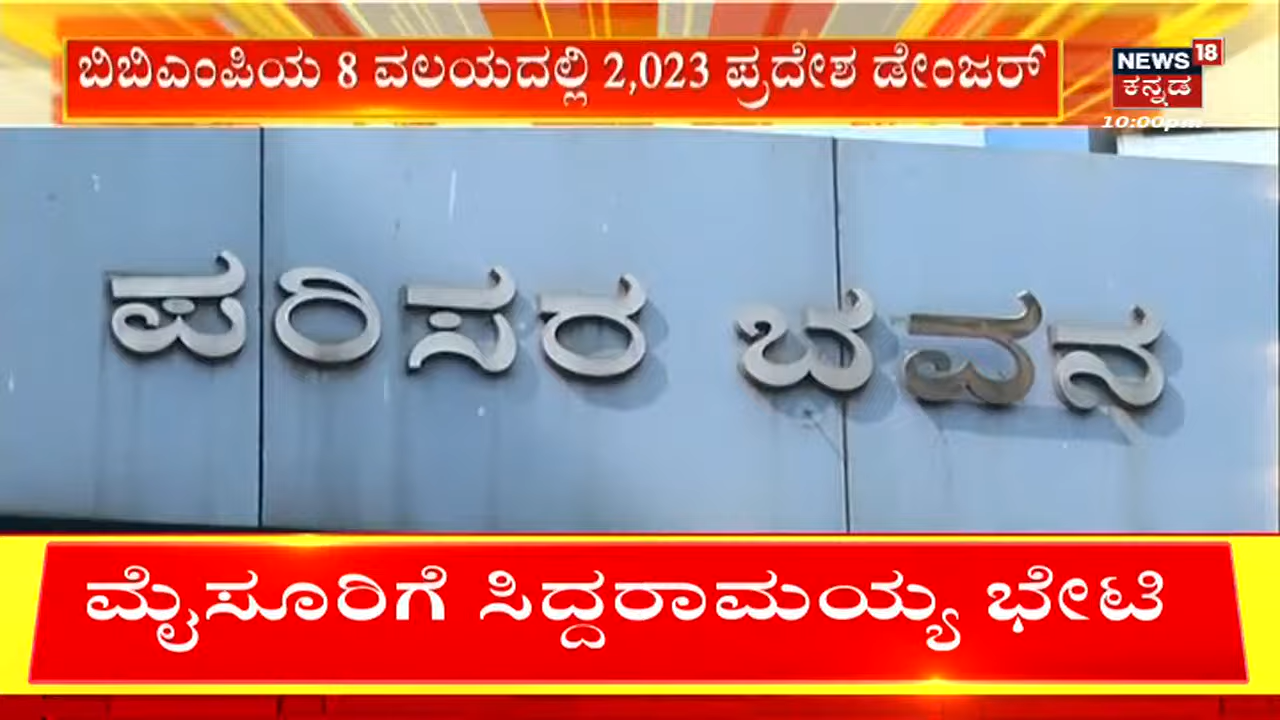 ಬಿಬಿಎಂಪಿಯ 8 ವಲಯದಲ್ಲಿ 2,023 ಪ್ರದೇಶ ಡೇಂಜರ್
NEWS 18
ಕನ್ನಡ
10:00pm
ಪರಿಸರ ಭವನ
ಮೈಸೂರಿಗೆ ಸಿದ್ದರಾಮಯ್ಯ ಭೇಟಿ